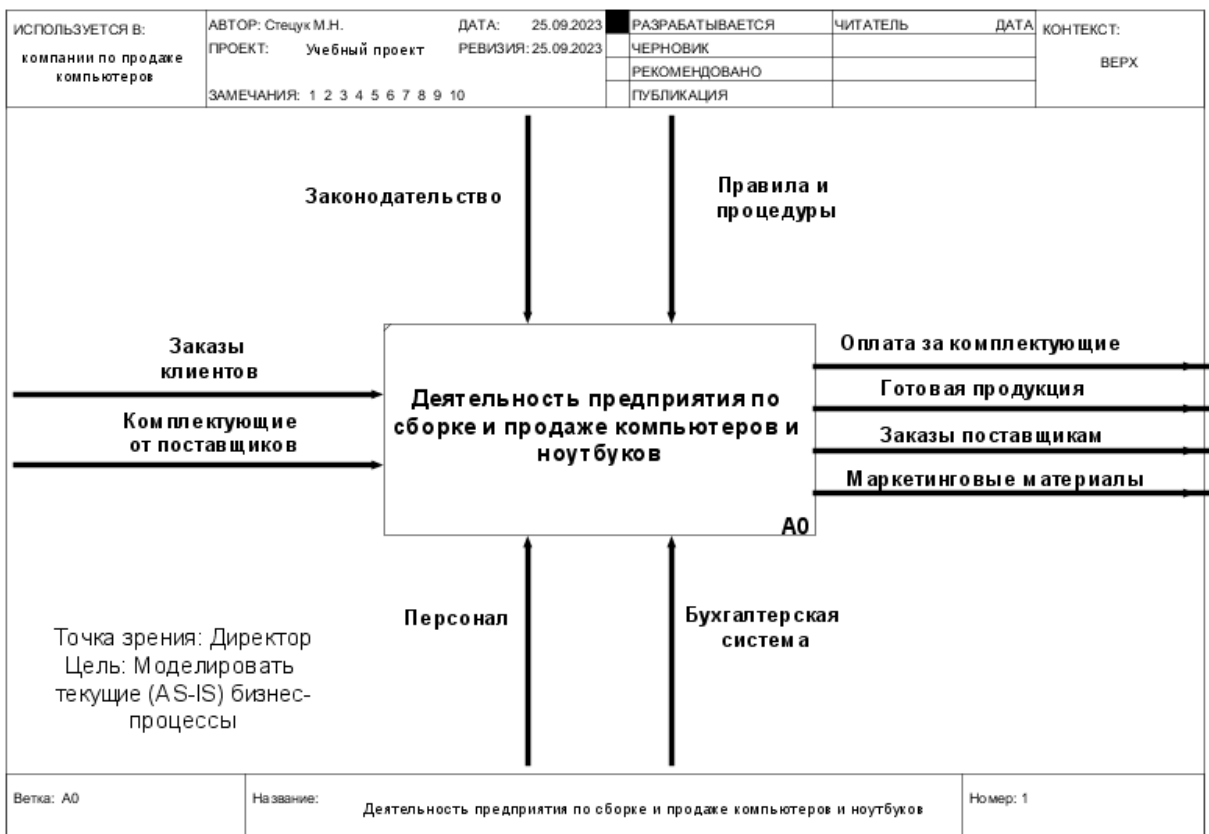 ИСПОЛЬЗУЕТСЯ В:
компании по продаже
компьютеров
АВТОР: Стецук М.Н.
ДАТА: 25.09.2023
ПРОЕКТ: Учебный проект
РЕВИЗИЯ: 25.09.2023
ЗАМЕЧАНИЯ: 1 2 3 4 5 6 7 8 9 10
РАЗРАБАТЫВАЕТСЯ
ЧЕРНОВИК
РЕКОМЕНДОВАНО
ПУБЛИКАЦИЯ
ЧИТАТЕЛЬ ДАТА
КОНТЕКСТ:
ВЕРХ
Законодательство
Правила и
процедуры
Заказы
клиентов
Комплектующие
от поставщиков
Деятельность предприятия по
сборке и продаже компьютеров и
ноутбуков
A0
Оплата за комплектующие
Готовая продукция
Заказы поставщикам
Маркетинговые материалы
Персонал
Бухгалтерская
система
Точка зрения: Директор
Цель: Моделировать
текущие (AS-IS) бизнес-
процессы
Ветка: A0
Название: Деятельность предприятия по сборке и продаже компьютеров и ноутбуков
Номер: 1